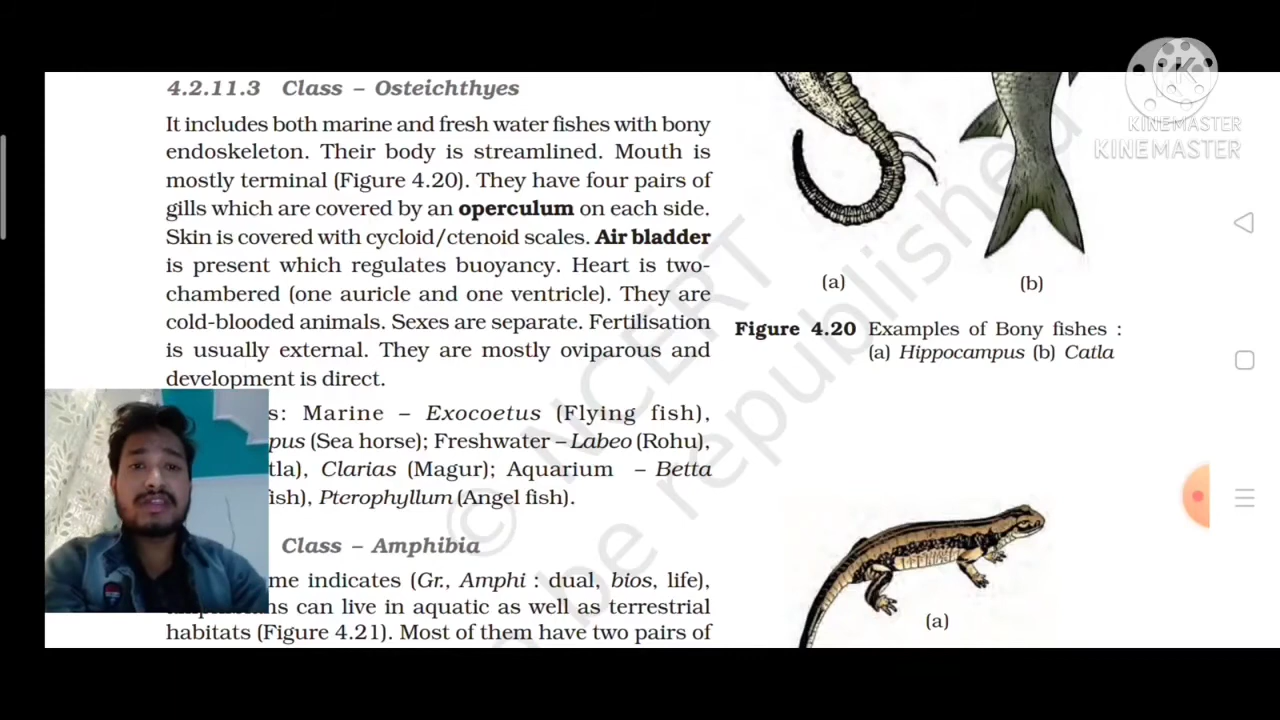 4.2.11.3 Class – Osteichthyes
It includes both marine and fresh water fishes with bony
endoskeleton. Their body is streamlined. Mouth is
mostly terminal (Figure 4.20). They have four pairs of
gills which are covered by an operculum on each side.
Skin is covered with cycloid/ctenoid scales. Air bladder
is present which regulates buoyancy. Heart is two-
chambered (one auricle and one ventricle). They are
cold-blooded animals. Sexes are separate. Fertilisation
is usually external. They are mostly oviparous and
development is direct.
s: Marine – Exocoetus (Flying fish),
pus (Sea horse); Freshwater – Labeo (Rohu),
tla), Clarias (Magur); Aquarium – Betta
ish), Pterophyllum (Angel fish).
Class – Amphibia
me indicates (Gr., Amphi : dual, bios, life),
ns can live in aquatic as well as terrestrial
habitats (Figure 4.21). Most of them have two pairs of
(a)
(b)
Figure 4.20 Examples of Bony fishes :
(a) Hippocampus (b) Catla
(a)
© NCERT
be republished
K
KINEMASTER
KINEMASTER